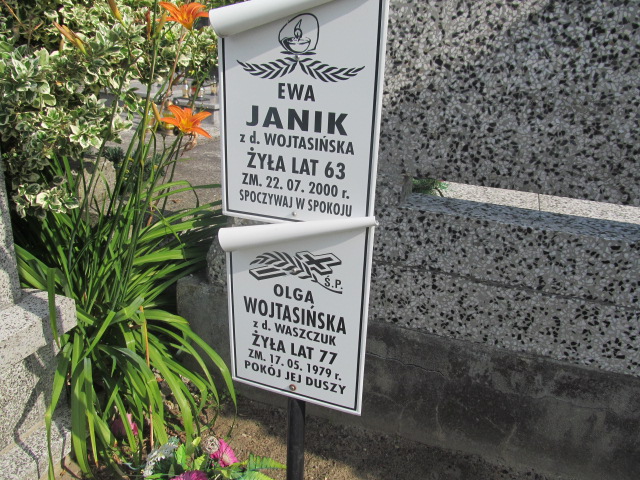 EWA
JANIK
z d. WOJTASIŃSKA
ŻYŁA LAT 63
ZM. 22. 07. 2000 r.
SPOCZYWAJ W SPOKOJU
Ś.P.
OLGA
WOJTASIŃSKA
z d. WASZCZUK
ŻYŁA LAT 77
ZM. 17. 05. 1979 r.
POKÓJ JEJ DUSZY